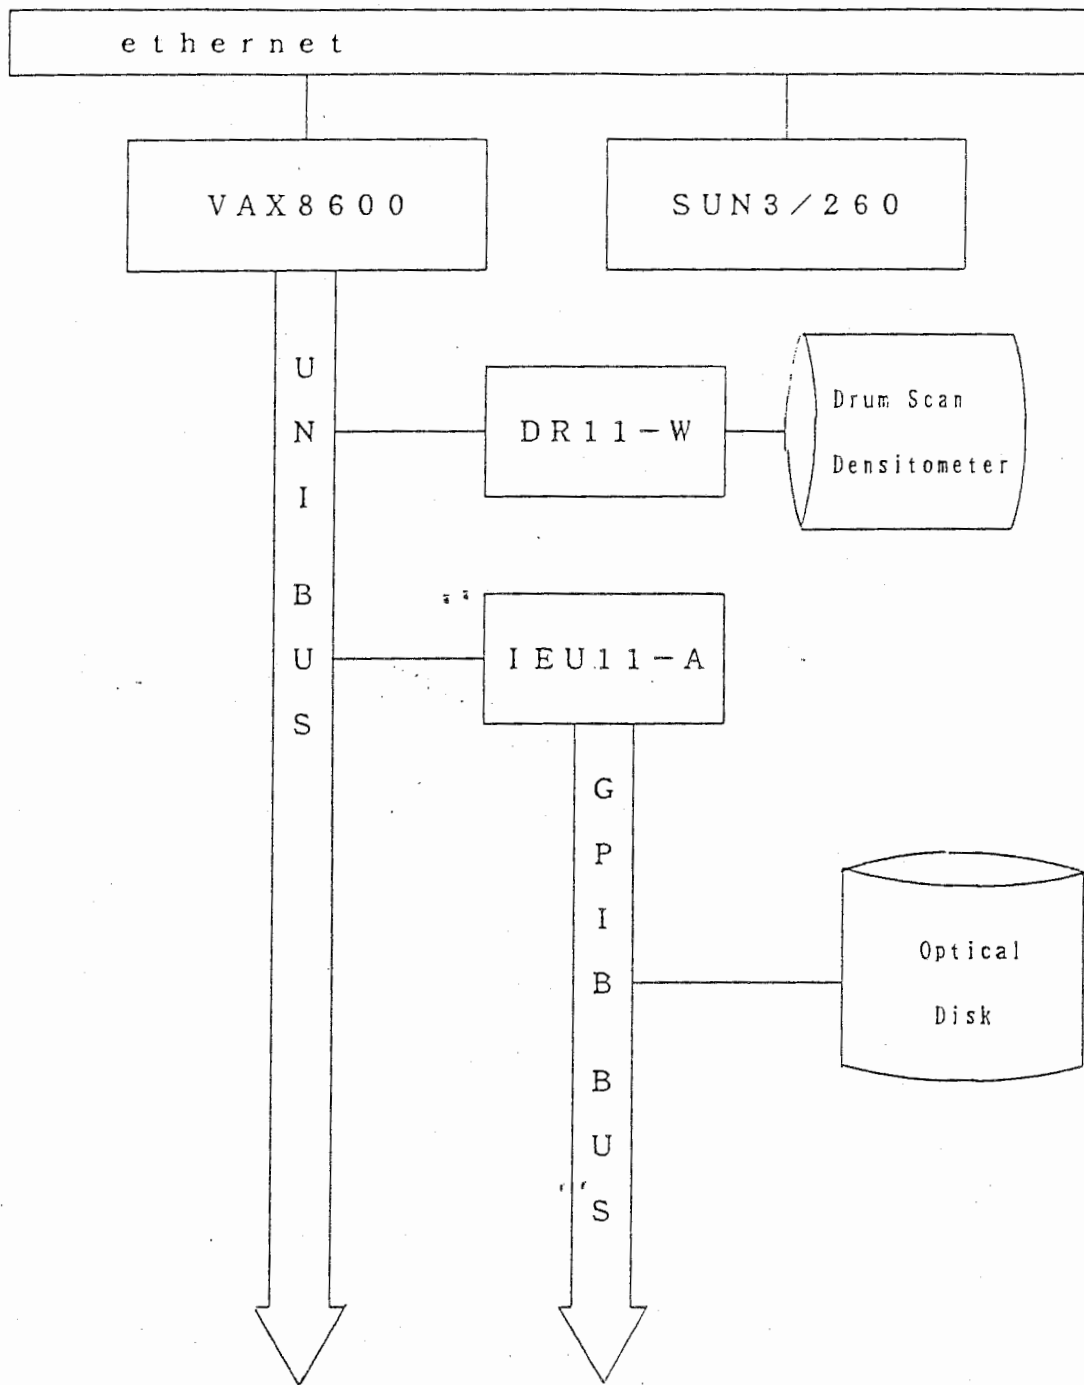 ethernet
VAX8600
SUN3/260
UNIBUS
DR11-W
Drum Scan
Densitometer
IEU11-A
GPIB BUS
Optical
Disk